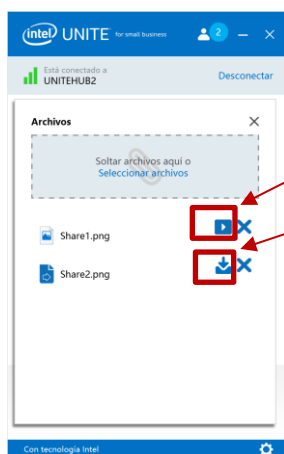 intel UNITE for small business 2
Está conectado a
UNITEHUB2
Desconectar
Archivos
Soltar archivos aquí o
Seleccionar archivos
Share1.png
Share2.png
Con tecnología Intel